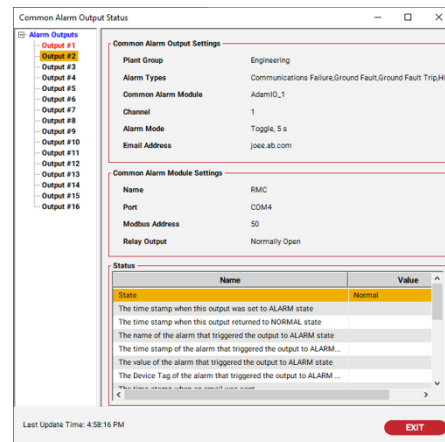 Common Alarm Output Status
Alarm Outputs
Output #1
Output #2
Output #3
Output #4
Output #5
Output #6
Output #7
Output #8
Output #9
Output #10
Output #11
Output #12
Output #13
Output #14
Output #15
Output #16
Common Alarm Output Settings
Plant Group Engineering
Alarm Types Communications Failure,Ground Fault,Ground Fault Trip,Hi
Common Alarm Module AdamIO_1
Channel 1
Alarm Mode Toggle, 5 s
Email Address joee.ab.com
Common Alarm Module Settings
Name RMC
Port COM4
Modbus Address 50
Relay Output Normally Open
Status
Name Value
State Normal
The time stamp when this output was set to ALARM state
The time stamp when this output returned to NORMAL state
The name of the alarm that triggered the output to ALARM state
The time stamp of the alarm that triggered the output to ALARM...
The value of the alarm that triggered the output to ALARM state
The Device Tag of the alarm that triggered the output to ALARM ...
The time stamp when an email was sent
Last Update Time: 4:58:16 PM
EXIT